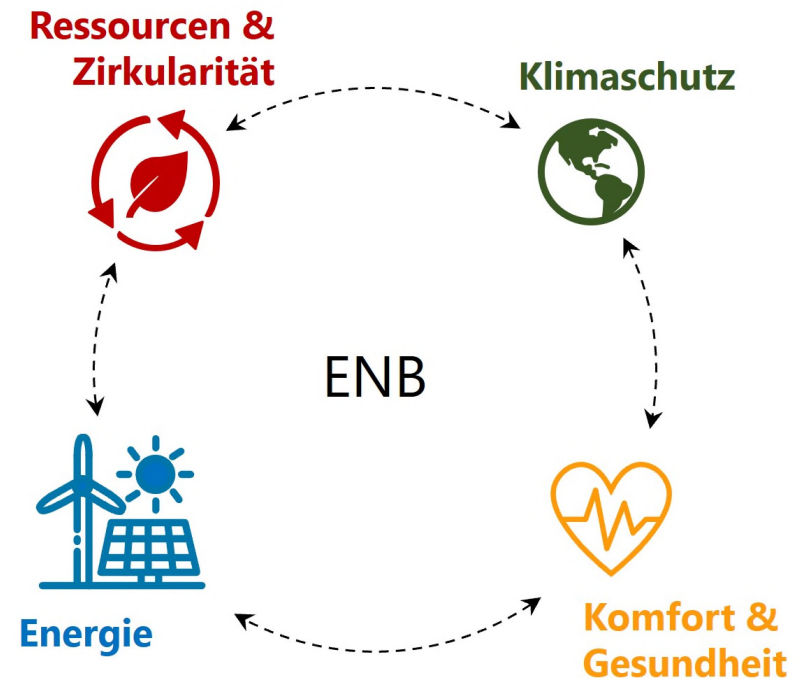 Ressourcen &
Zirkularität
Klimaschutz
ENB
Energie
Komfort &
Gesundheit